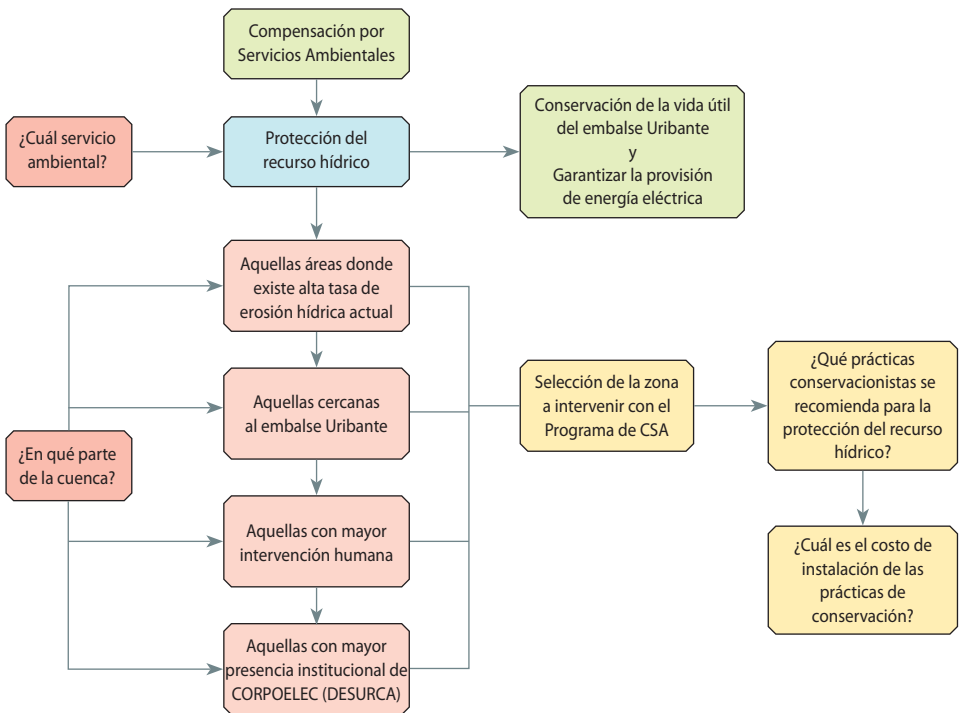 Compensación por
Servicios Ambientales
¿Cuál servicio
ambiental?
Protección del
recurso hídrico
Conservación de la vida útil
del embalse Uribante
y
Garantizar la provisión
de energía eléctrica
Aquellas áreas donde
existe alta tasa de
erosión hídrica actual
Aquellas cercanas
al embalse Uribante
¿En qué parte
de la cuenca?
Aquellas con mayor
intervención humana
Aquellas con mayor
presencia institucional de
CORPOELEC (DESURCA)
Selección de la zona
a intervenir con el
Programa de CSA
¿Qué prácticas
conservacionistas se
recomienda para la
protección del recurso
hídrico?
¿Cuál es el costo de
instalación de las
prácticas de
conservación?